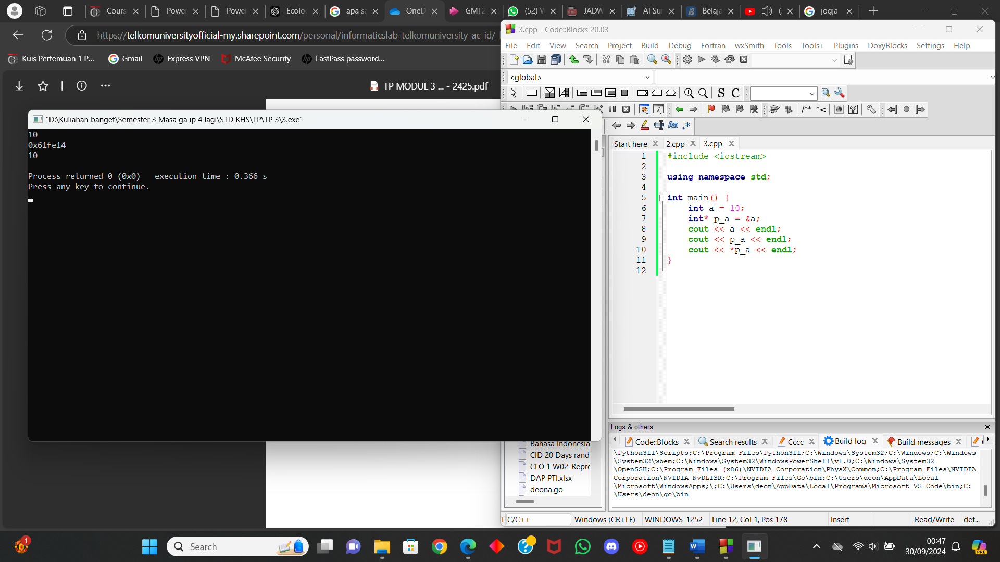 Cours
Power
Power
Ecolo
apa sa
OneD
GMT2
(52) W
JADW
AI Sur
Belaja
(
jogja
https://telkomuniversityofficial-my.sharepoint.com/personal/informaticslab_telkomuniversity_ac_id/_
Kuis Pertemuan 1 P...
Gmail
Express VPN
McAfee Security
LastPass password...
TP MODUL 3 ... - 2425.pdf
"D:\Kuliahan banget\Semester 3 Masa ga ip 4 lagi\STD KHS\TP\TP 3\3.exe"
10
0x61fe14
10
Process returned 0 (0x0)   execution time : 0.366 s
Press any key to continue.
3.cpp - Code::Blocks 20.03
File Edit View Search Project Build Debug Fortran wxSmith Tools Tools+ Plugins DoxyBlocks Settings Help
<global>
S C
/** *<
Aa .*
Start here
2.cpp
3.cpp
1 #include <iostream>
2
3 using namespace std;
4
5 int main() {
6     int a = 10;
7     int* p_a = &a;
8     cout << a << endl;
9     cout << p_a << endl;
10     cout << *p_a << endl;
11 }
12
Logs & others
Code::Blocks
Search results
Cccc
Build log
Build messages
\Python311\Scripts;C:\Program Files\Python311;C:\Windows\System32;C:\Windows;C:\Windows
\System32\wbem;C:\Windows\System32\WindowsPowerShell\v1.0;C:\Windows\System32
\OpenSSH;C:\Program Files (x86)\NVIDIA Corporation\PhysX\Common;C:\Program Files\NVIDIA
Corporation\NVIDIA NvDLISR;C:\Program Files\Go\bin;C:\Users\deon\AppData\Local
\Microsoft\WindowsApps;\;C:\Users\deon\AppData\Local\Programs\Microsoft VS Code\bin;C:
\Users\deon\go\bin
Bahasa Indonesia
CID 20 Days rand
CLO 1 W02-Repre
DAP PTI.xlsx
deona.go
C/C++
Windows (CR+LF)
WINDOWS-1252
Line 12, Col 1, Pos 178
Insert
Read/Write
def...
1
Search
00:47
30/09/2024
PRE